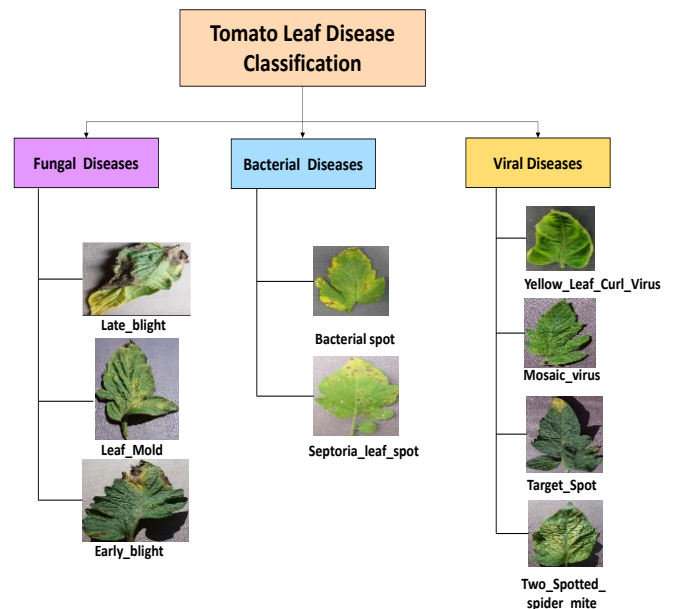 Tomato Leaf Disease
Classification
Fungal Diseases
Bacterial Diseases
Viral Diseases
Late_blight
Leaf_Mold
Early_blight
Bacterial spot
Septoria_leaf_spot
Yellow_Leaf_Curl_Virus
Mosaic_virus
Target_Spot
Two_Spotted_
spider_mite